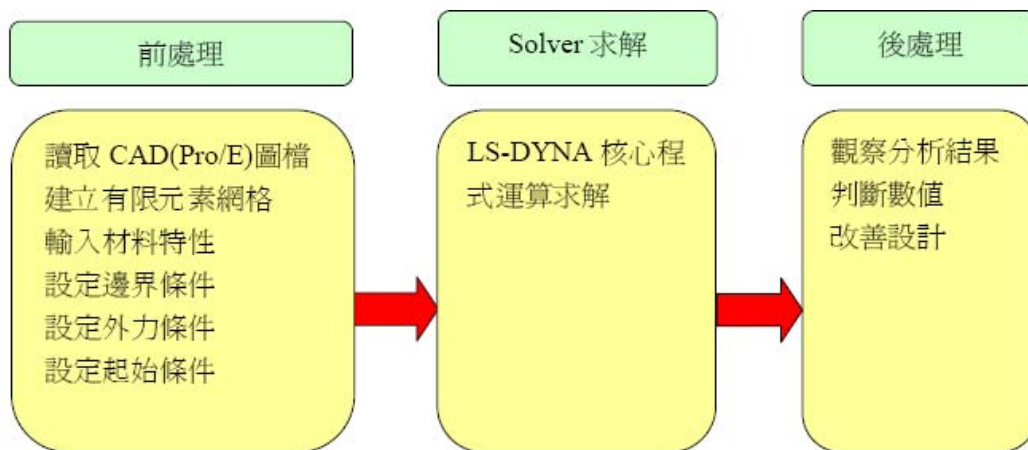 前處理
讀取 CAD(Pro/E)圖檔
建立有限元素網格
輸入材料特性
設定邊界條件
設定外力條件
設定起始條件
Solver 求解
LS-DYNA 核心程
式運算求解
後處理
觀察分析結果
判斷數值
改善設計